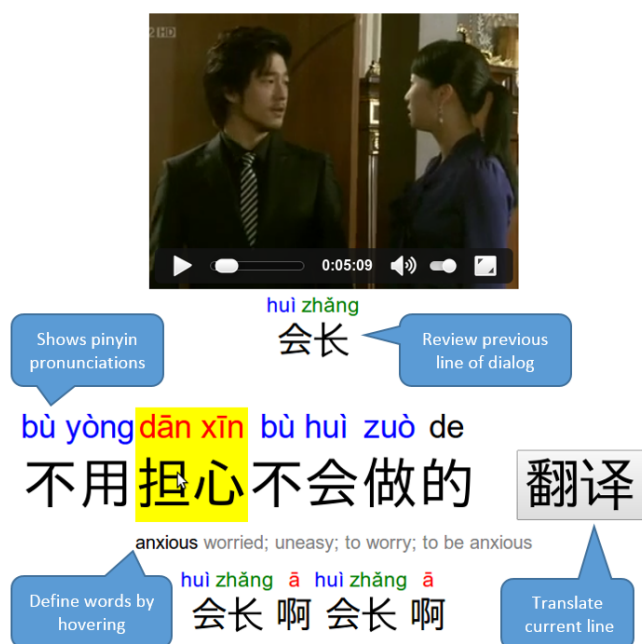 2 HD
0:05:09
huì zhǎng
会长
Shows pinyin
pronunciations
Review previous
line of dialog
bù yòng dān xīn bù huì zuò de
不用担心不会做的
翻译
anxious worried; uneasy; to worry; to be anxious
Define words by
hovering
huì zhǎng ā huì zhǎng ā
会长 啊 会长 啊
Translate
current line